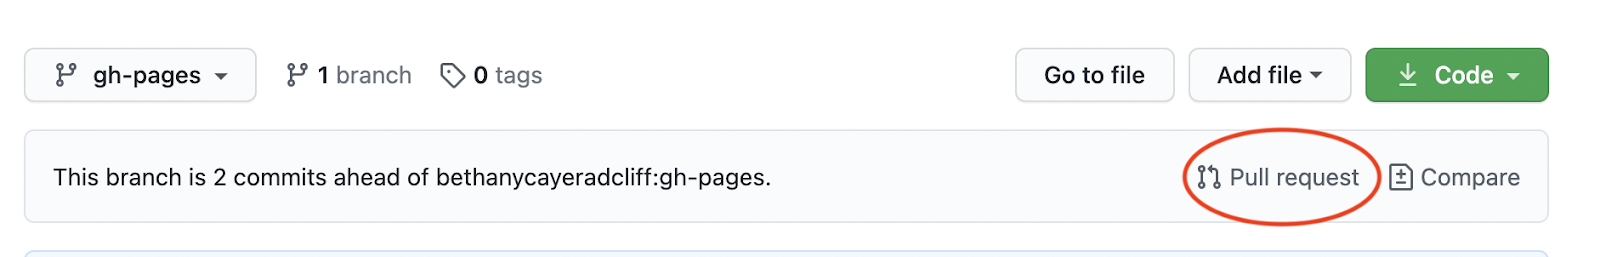 gh-pages 1 branch 0 tags Go to file Add file Code
This branch is 2 commits ahead of bethanycayeradcliff:gh-pages. Pull request Compare